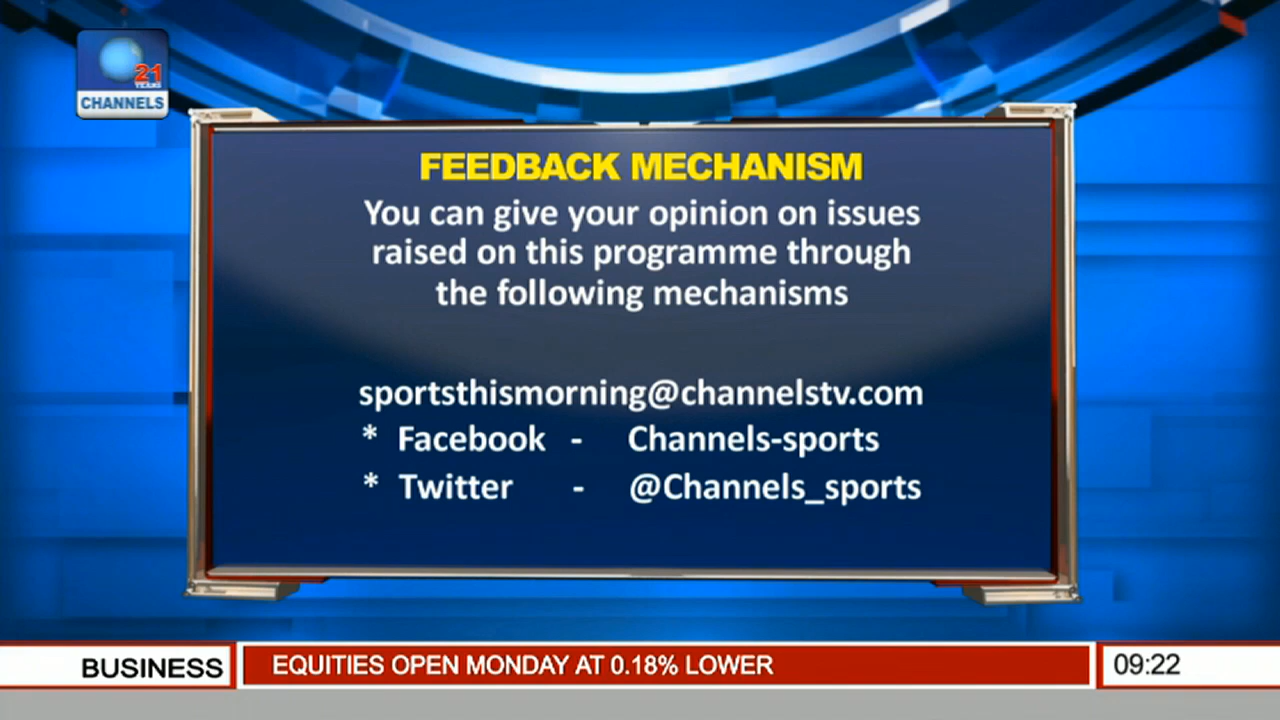 21
YEARS
CHANNELS
FEEDBACK MECHANISM
You can give your opinion on issues
raised on this programme through
the following mechanisms
sportsthismorning@channelstv.com
* Facebook - Channels-sports
* Twitter - @Channels_sports
BUSINESS EQUITIES OPEN MONDAY AT 0.18% LOWER 09:22